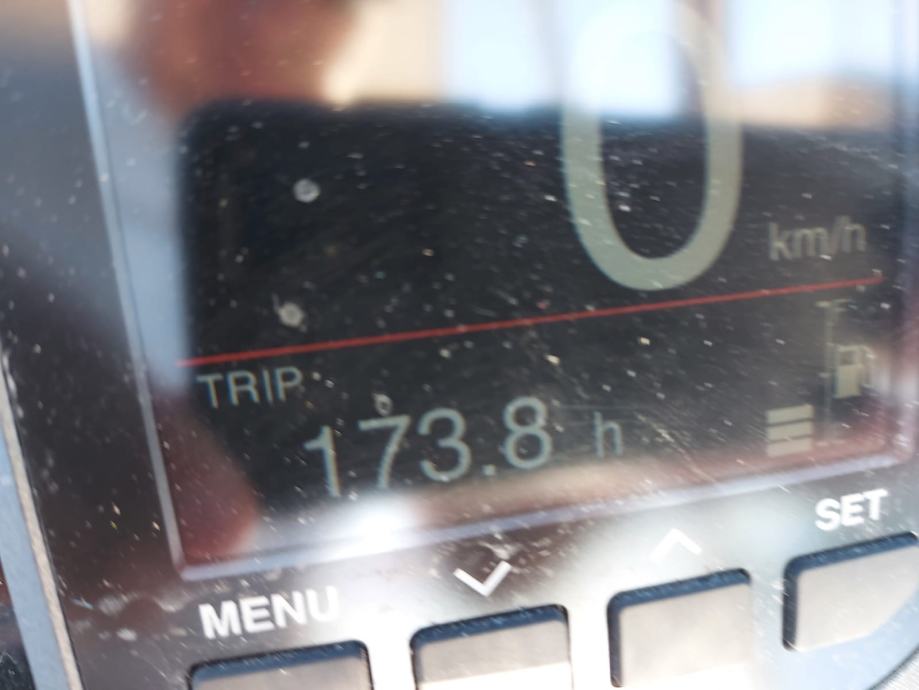 0
km/h
TRIP
173.8 h
MENU
SET